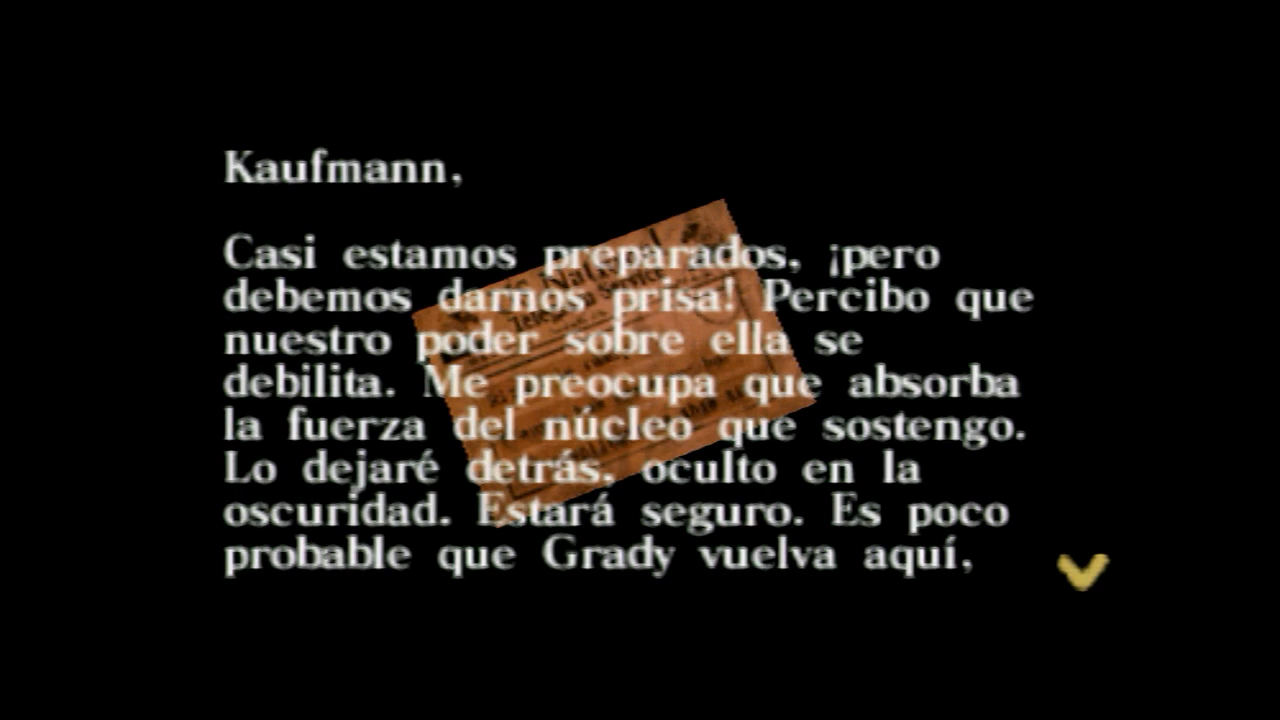 Kaufmann,
Casi estamos preparados, ¡pero
debemos darnos prisa! Percibo que
nuestro poder sobre ella se
debilita. Me preocupa que absorba
la fuerza del núcleo que sostengo.
Lo dejaré detrás, oculto en la
oscuridad. Estará seguro. Es poco
probable que Grady vuelva aquí,